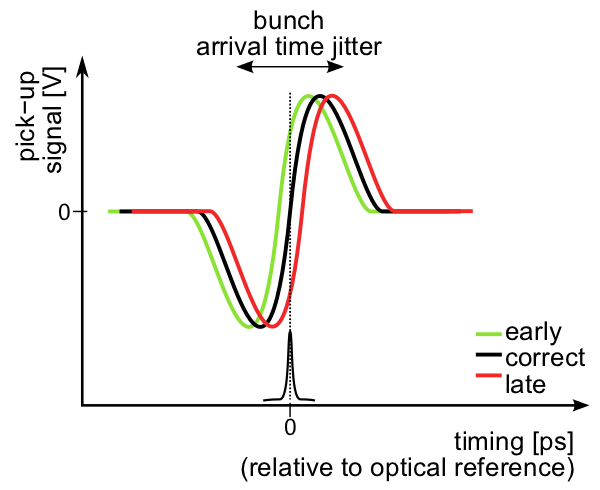 bunch
arrival time jitter
pick-up
signal [V]
0
early
correct
late
0
timing [ps]
(relative to optical reference)